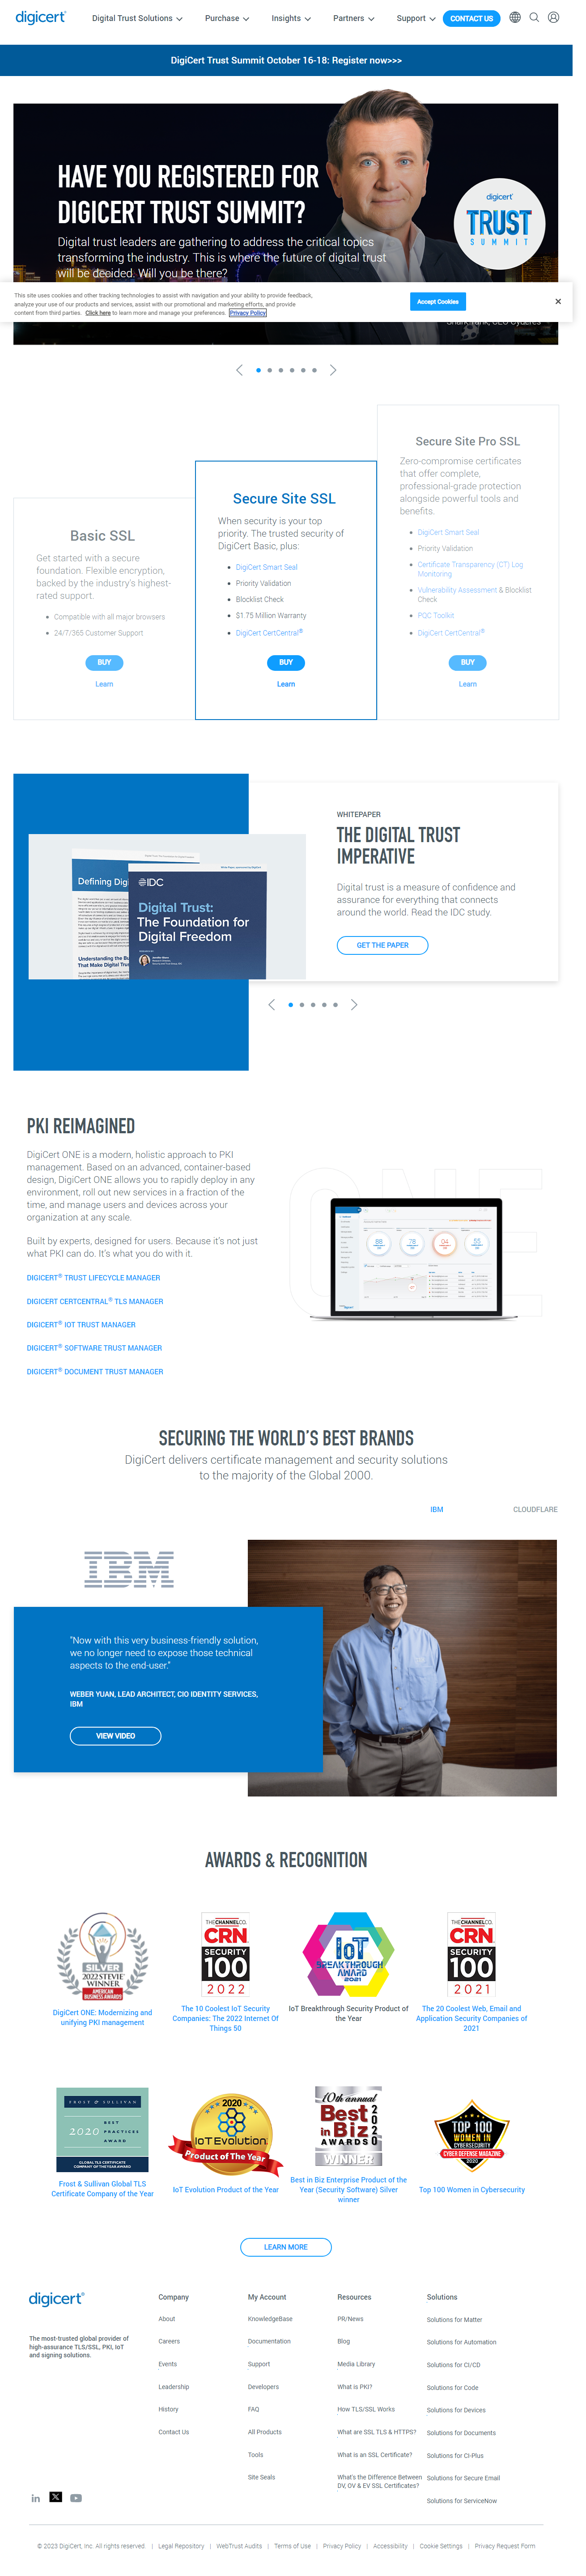 digicert®
Digital Trust Solutions
Purchase
Insights
Partners
Support
CONTACT US
DigiCert Trust Summit October 16-18: Register now>>>
HAVE YOU REGISTERED FOR
DIGICERT TRUST SUMMIT?
Digital trust leaders are gathering to address the critical topics
transforming the industry. This is where the future of digital trust
will be decided. Will you be there?
digicert
TRUST
SUMMIT
This site uses cookies and other tracking technologies to assist with navigation and your ability to provide feedback,
analyze your use of our products and services, assist with our promotional and marketing efforts, and provide
content from third parties. Click here to learn more and manage your preferences. Privacy Policy
Accept Cookies
Basic SSL
Get started with a secure
foundation. Flexible encryption,
backed by the industry's highest-
rated support.
Compatible with all major browsers
24/7/365 Customer Support
BUY
Learn
Secure Site SSL
When security is your top
priority. The trusted security of
DigiCert Basic, plus:
DigiCert Smart Seal
Priority Validation
Blocklist Check
$1.75 Million Warranty
DigiCert CertCentral®
BUY
Learn
Secure Site Pro SSL
Zero-compromise certificates
that offer complete,
professional-grade protection
alongside powerful tools and
benefits.
DigiCert Smart Seal
Priority Validation
Certificate Transparency (CT) Log
Monitoring
Vulnerability Assessment & Blocklist
Check
PQC Toolkit
DigiCert CertCentral®
BUY
Learn
Defining Digi
Understanding the Bu
That Make Digital Trust
IDC
Digital Trust:
The Foundation for
Digital Freedom
WHITEPAPER
THE DIGITAL TRUST
IMPERATIVE
Digital trust is a measure of confidence and
assurance for everything that connects
around the world. Read the IDC study.
GET THE PAPER
PKI REIMAGINED
DigiCert ONE is a modern, holistic approach to PKI
management. Based on an advanced, container-based
design, DigiCert ONE allows you to rapidly deploy in any
environment, roll out new services in a fraction of the
time, and manage users and devices across your
organization at any scale.
Built by experts, designed for users. Because it's not just
what PKI can do. It's what you do with it.
DIGICERT® TRUST LIFECYCLE MANAGER
DIGICERT CERTCENTRAL® TLS MANAGER
DIGICERT® IOT TRUST MANAGER
DIGICERT® SOFTWARE TRUST MANAGER
DIGICERT® DOCUMENT TRUST MANAGER
ONE
88
78
04
55
SECURING THE WORLD'S BEST BRANDS
DigiCert delivers certificate management and security solutions
to the majority of the Global 2000.
IBM
CLOUDFLARE
IBM
"Now with this very business-friendly solution,
we no longer need to expose those technical
aspects to the end-user."
WEBER YUAN, LEAD ARCHITECT, CIO IDENTITY SERVICES,
IBM
VIEW VIDEO
AWARDS & RECOGNITION
SILVER
2022 STEVIE®
WINNER
AMERICAN
BUSINESS AWARDS
DigiCert ONE: Modernizing and
unifying PKI management
THE CHANNEL CO.
CRN
SECURITY
100
2022
The 10 Coolest IoT Security
Companies: The 2022 Internet Of
Things 50
IoT
BREAKTHROUGH
AWARD
2021
IoT Breakthrough Security Product of
the Year
THE CHANNEL CO.
CRN
SECURITY
100
2021
The 20 Coolest Web, Email and
Application Security Companies of
2021
FROST & SULLIVAN
2020
BEST
PRACTICES
AWARD
GLOBAL TLS CERTIFICATE
COMPANY OF THE YEAR AWARD
Frost & Sullivan Global TLS
Certificate Company of the Year
2020
IoT EVOLUTION
Product of The Year
IoT Evolution Product of the Year
10th annual
Best
in Biz
AWARDS
2020
WINNER
Best in Biz Enterprise Product of the
Year (Security Software) Silver
winner
TOP 100
WOMEN IN
CYBERSECURITY
CYBER DEFENSE MAGAZINE
2020
Top 100 Women in Cybersecurity
LEARN MORE
digicert®
The most-trusted global provider of
high-assurance TLS/SSL, PKI, IoT
and signing solutions.
Company
About
Careers
Events
Leadership
History
Contact Us
My Account
KnowledgeBase
Documentation
Support
Developers
FAQ
All Products
Tools
Site Seals
Resources
PR/News
Blog
Media Library
What is PKI?
How TLS/SSL Works
What are SSL TLS & HTTPS?
What is an SSL Certificate?
What's the Difference Between
DV, OV & EV SSL Certificates?
Solutions
Solutions for Matter
Solutions for Automation
Solutions for CI/CD
Solutions for Code
Solutions for Devices
Solutions for Documents
Solutions for CI-Plus
Solutions for Secure Email
Solutions for ServiceNow
© 2023 DigiCert, Inc. All rights reserved. | Legal Repository | WebTrust Audits | Terms of Use | Privacy Policy | Accessibility | Cookie Settings | Privacy Request Form